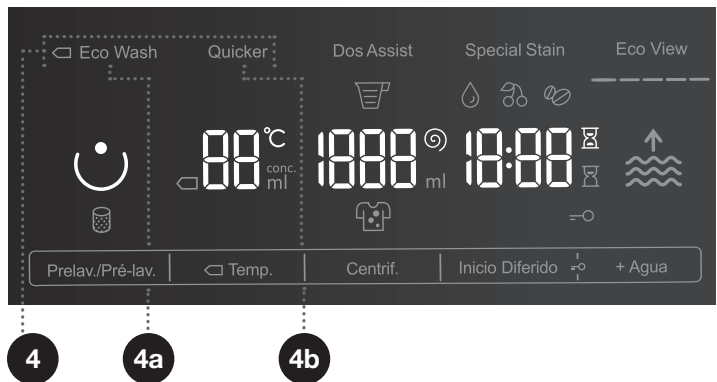 Eco Wash Quicker Dos Assist Special Stain Eco View
88 °C 1888 18:88
conc.
ml ml
Prelav./Pré-lav. Temp. Centrif. Inicio Diferido + Agua
4 4a 4b